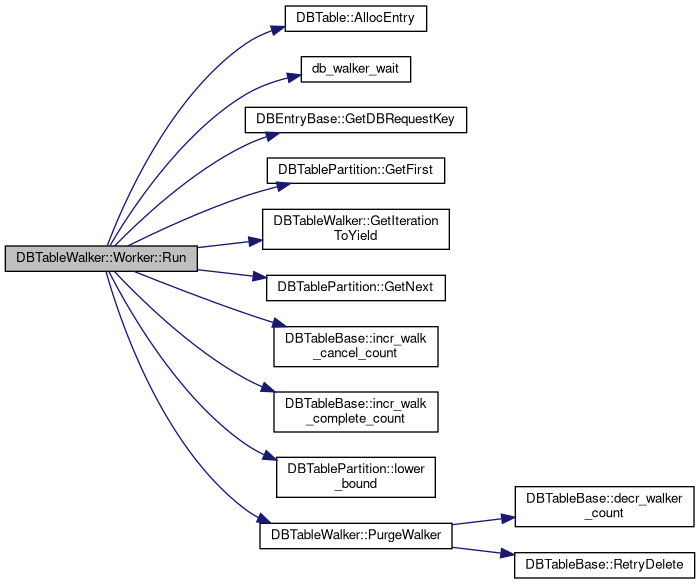 DBTable::AllocEntry
db_walker_wait
DBEntryBase::GetDBRequestKey
DBTablePartition::GetFirst
DBTableWalker::GetIteration
ToYield
DBTableWalker::Worker::Run
DBTablePartition::GetNext
DBTableBase::incr_walk
_cancel_count
DBTableBase::incr_walk
_complete_count
DBTablePartition::lower
_bound
DBTableWalker::PurgeWalker
DBTableBase::decr_walker
_count
DBTableBase::RetryDelete